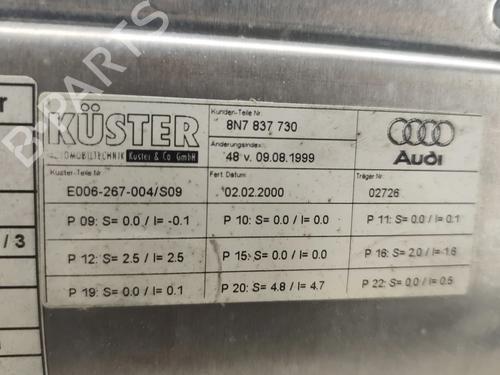 r
/ 3
KÜSTER
AUTOMOBILTECHNIK Küster & Co. GmbH
Kunden-Teile Nr.
8N7 837 730
Änderungsindex
48 v. 09.08.1999
Audi
Küster-Teile Nr.
E006-267-004/S09
Fert. Datum
02.02.2000
Träger Nr.
02726
P 09: S= 0.0 / I= -0.1
P 10: S= 0.0 / I= 0.0
P 11: S= 0.0 / I= 0.1
P 12: S= 2.5 / I= 2.5
P 15: S= 0.0 / I= 0.0
P 16: S= 2.0 / I= 1.6
P 19: S= 0.0 / I= 0.1
P 20: S= 4.8 / I= 4.7
P 22: S= 0.0 / I= 0.5
B-PARTS